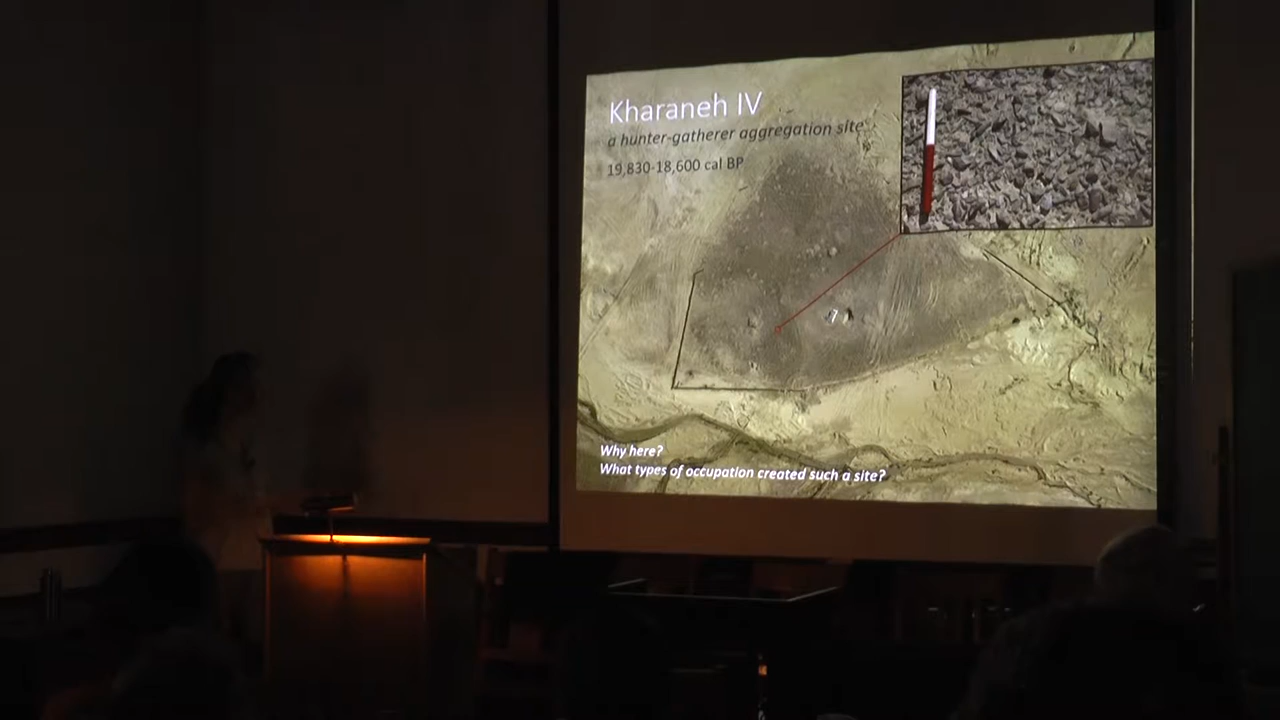 Kharaneh IV
a hunter-gatherer aggregation site
19,830-18,600 cal BP
Why here?
What types of occupation created such a site?